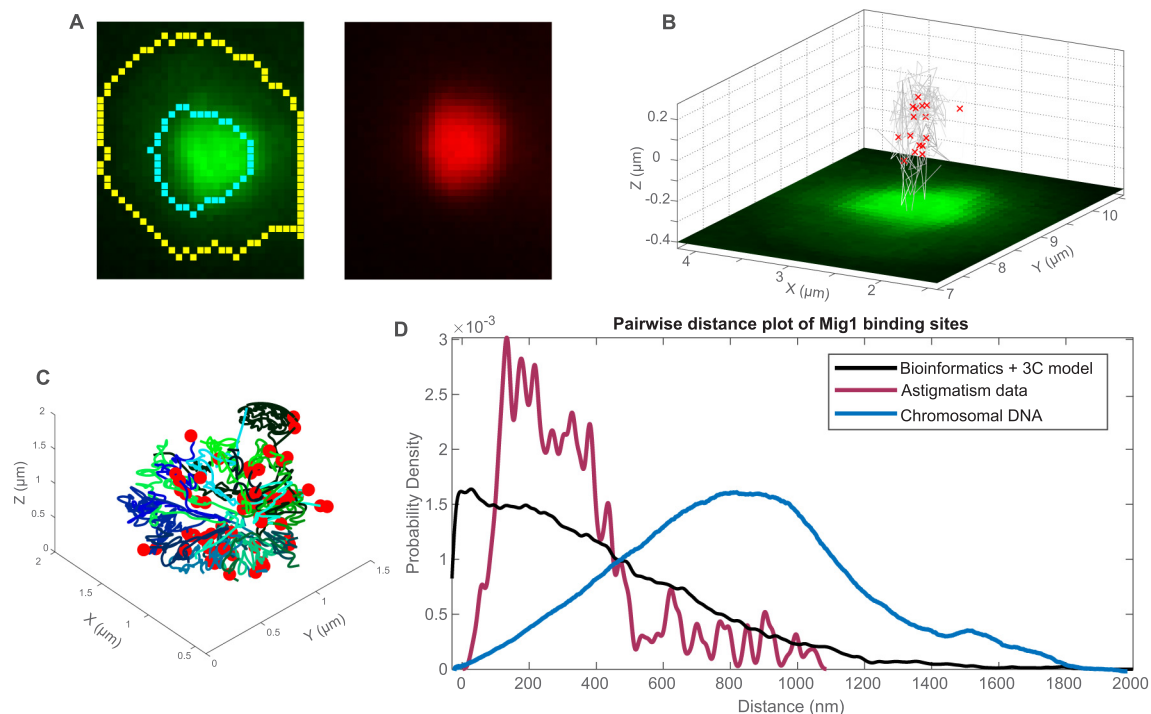 A
B
0.2
0
-0.2
-0.4
Z (µm)
4
3
2
X (µm)
7
8
9
10
Y (µm)
C
2
1.5
1
0.5
0
Z (µm)
2
1.5
1
0.5
X (µm)
0
0.5
1
1.5
Y (µm)
D
×10⁻³
Pairwise distance plot of Mig1 binding sites
3
2.5
2
1.5
1
0.5
0
Probability Density
Bioinformatics + 3C model
Astigmatism data
Chromosomal DNA
0 200 400 600 800 1000 1200 1400 1600 1800 2000
Distance (nm)